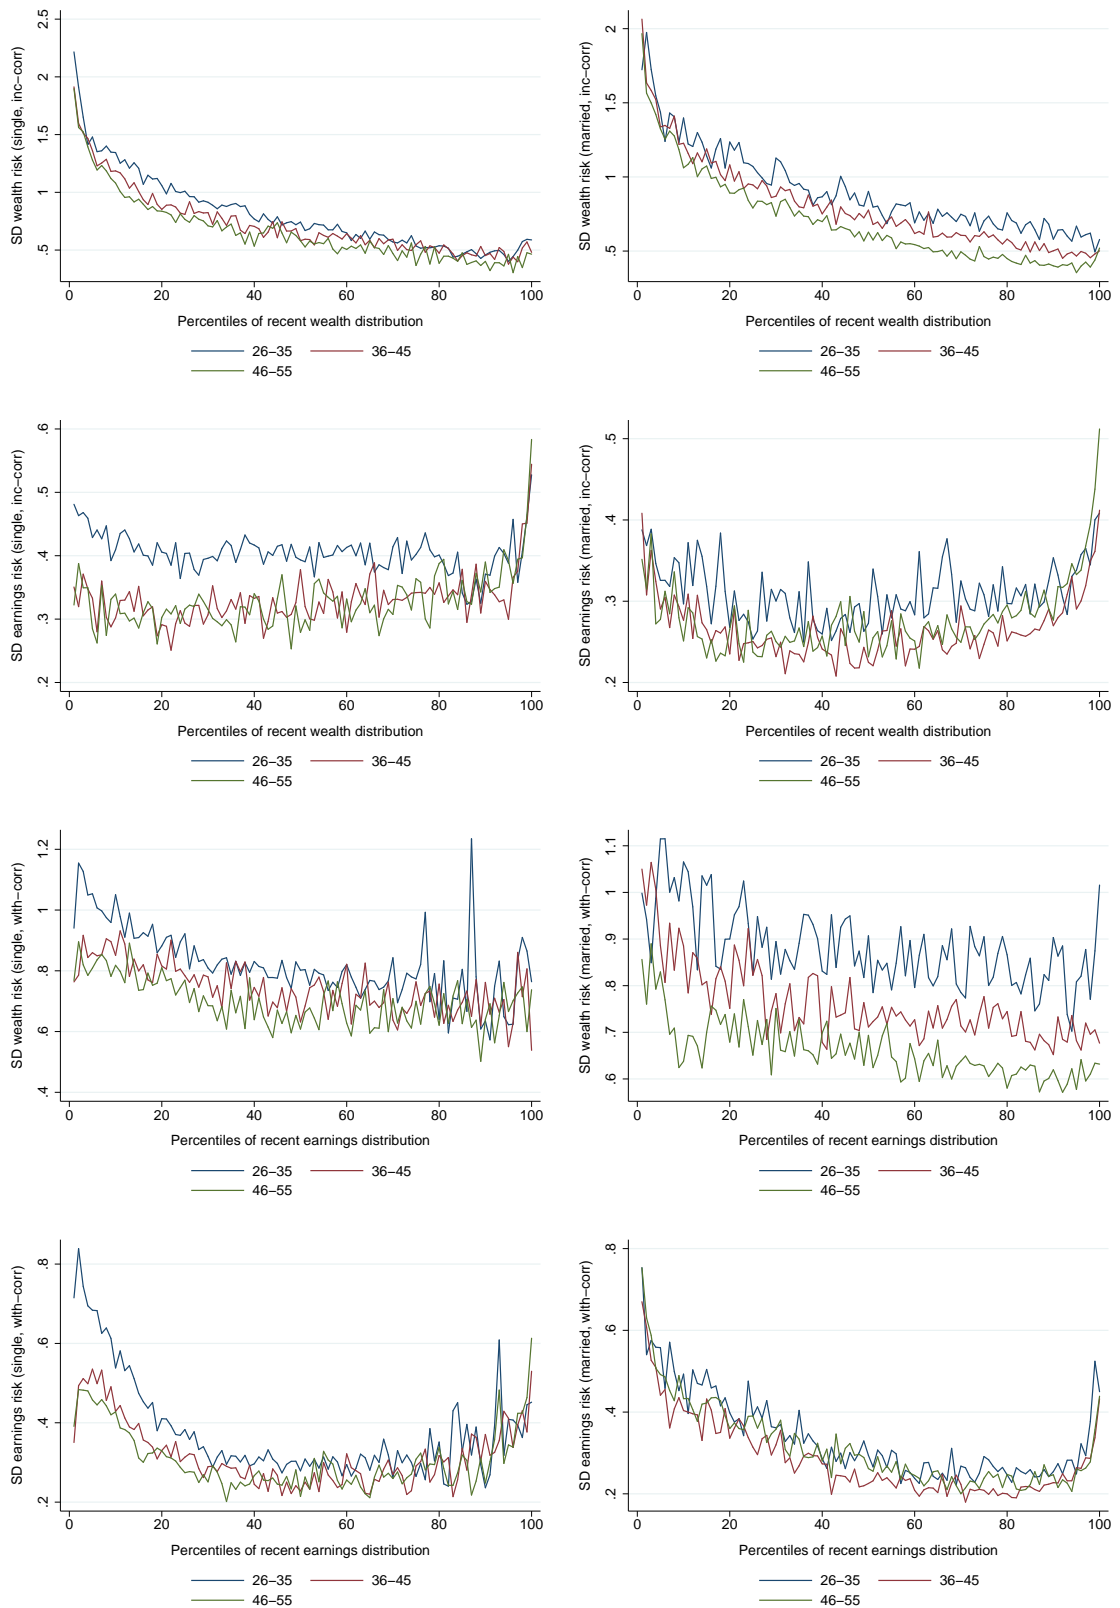 2.5
2
1.5
1
.5
SD wealth risk (single, inc−corr)
0 20 40 60 80 100
Percentiles of recent wealth distribution
26−35 36−45
46−55
2
1.5
1
.5
SD wealth risk (married, inc−corr)
0 20 40 60 80 100
Percentiles of recent wealth distribution
26−35 36−45
46−55
.6
.5
.4
.3
.2
SD earnings risk (single, inc−corr)
0 20 40 60 80 100
Percentiles of recent wealth distribution
26−35 36−45
46−55
.5
.4
.3
.2
SD earnings risk (married, inc−corr)
0 20 40 60 80 100
Percentiles of recent wealth distribution
26−35 36−45
46−55
1.2
1
.8
.6
.4
SD wealth risk (single, wlth−corr)
0 20 40 60 80 100
Percentiles of recent earnings distribution
26−35 36−45
46−55
1.1
1
.9
.8
.7
.6
SD wealth risk (married, wlth−corr)
0 20 40 60 80 100
Percentiles of recent earnings distribution
26−35 36−45
46−55
.8
.6
.4
.2
SD earnings risk (single, wlth−corr)
0 20 40 60 80 100
Percentiles of recent earnings distribution
26−35 36−45
46−55
.8
.6
.4
.2
SD earnings risk (married, wlth−corr)
0 20 40 60 80 100
Percentiles of recent earnings distribution
26−35 36−45
46−55